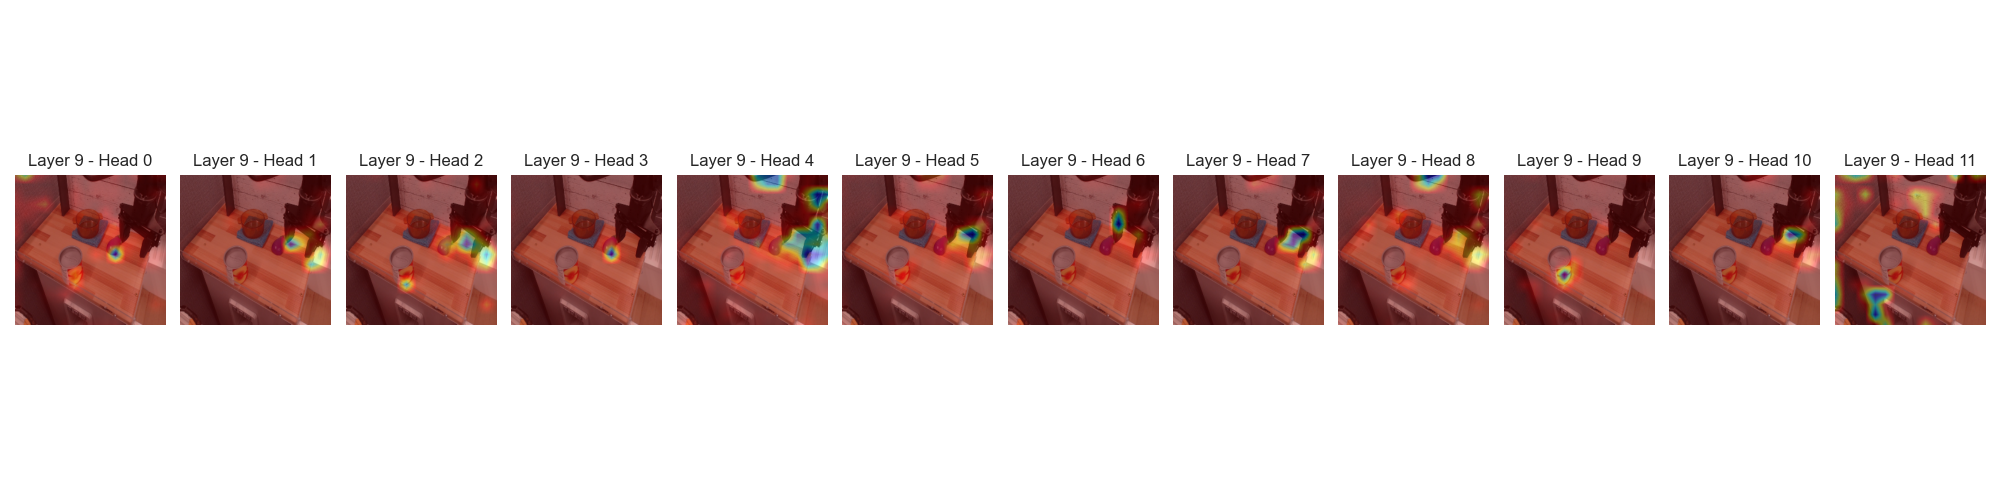 Layer 9 - Head 0
Layer 9 - Head 1
Layer 9 - Head 2
Layer 9 - Head 3
Layer 9 - Head 4
Layer 9 - Head 5
Layer 9 - Head 6
Layer 9 - Head 7
Layer 9 - Head 8
Layer 9 - Head 9
Layer 9 - Head 10
Layer 9 - Head 11